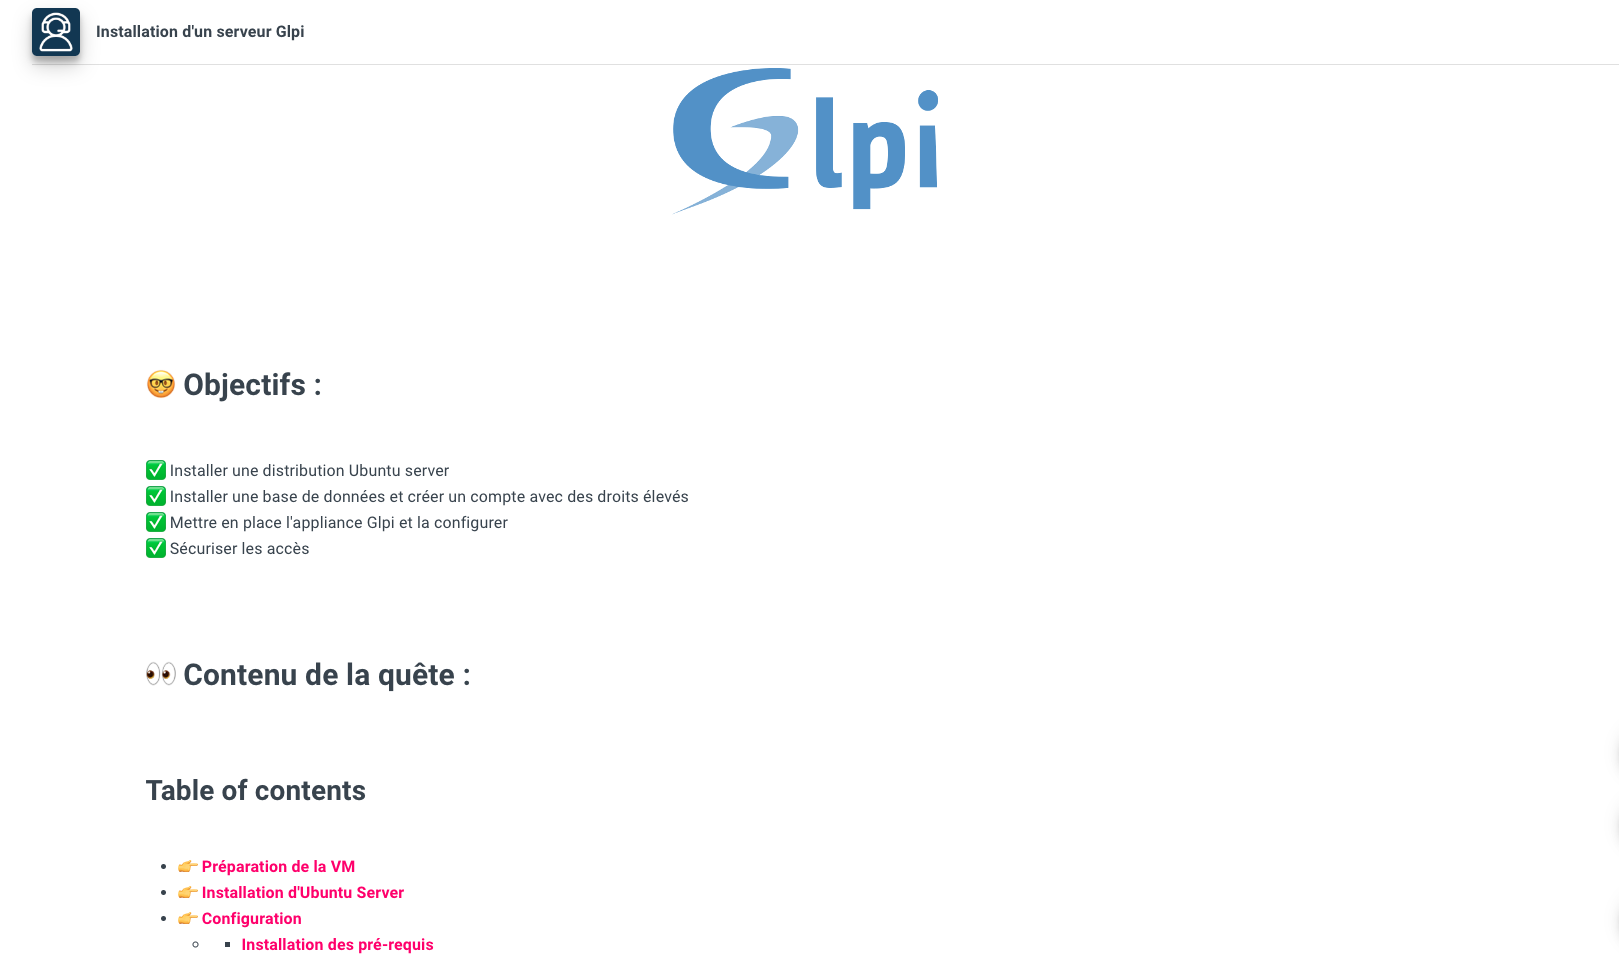 Installation d'un serveur Glpi
Glpi
🤓 Objectifs :
✅ Installer une distribution Ubuntu server
✅ Installer une base de données et créer un compte avec des droits élevés
✅ Mettre en place l'appliance Glpi et la configurer
✅ Sécuriser les accès
👀 Contenu de la quête :
Table of contents
👉 Préparation de la VM
👉 Installation d'Ubuntu Server
👉 Configuration
Installation des pré-requis